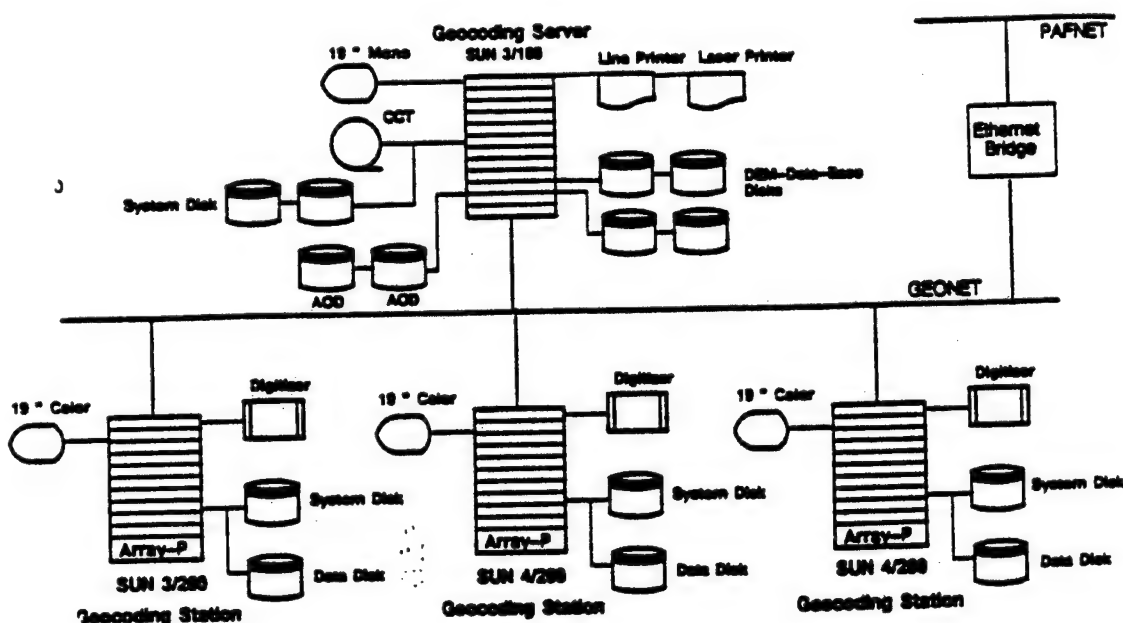 Geocoding Server
SUN 3/188
19 " Mono
Line Printer
Laser Printer
PAFNET
CCT
Ethernet
Bridge
System Disk
DEM-Data-Base
Disks
AOD
AOD
GEONET
19 " Color
Digitizer
19 " Color
Digitizer
19 " Color
Digitizer
System Disk
System Disk
System Disk
Array-P
Data Disk
Array-P
Data Disk
Array-P
Data Disk
SUN 3/260
SUN 4/260
SUN 4/260
Geocoding Station
Geocoding Station
Geocoding Station